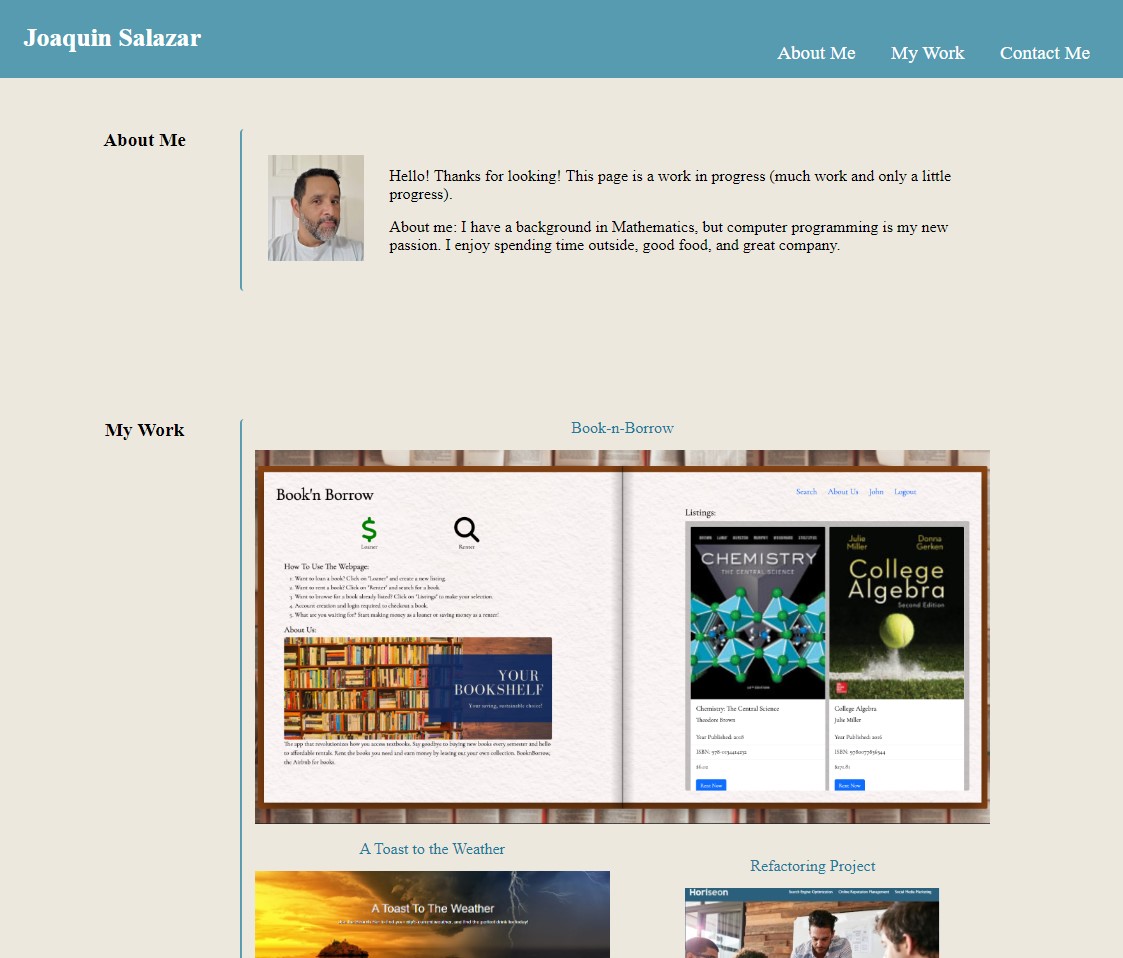 Joaquin Salazar
About Me
My Work
Contact Me
About Me
Hello! Thanks for looking! This page is a work in progress (much work and only a little
progress).
About me: I have a background in Mathematics, but computer programming is my new
passion. I enjoy spending time outside, good food, and great company.
My Work
Book-n-Borrow
Book'n Borrow
Loaner
Renter
How To Use The Webpage:
1. Want to loan a book? Click on "Loaner" and create a new listing.
2. Want to rent a book? Click on "Renter" and search for a book.
3. Want to browse for a book already listed? Click on "Listings" to make your selection.
4. Account creation and login required to checkout a book.
5. What are you waiting for? Start making money as a loaner or saving money as a renter!
About Us:
YOUR
BOOKSHELF
Your saving, sustainable choice!
The app that revolutionizes how you access textbooks. Say goodbye to buying new books every semester and hello
to affordable rentals. Rent the books you need and earn money by leasing out your own collection. BooknBorrow,
the Airbnb for books.
Search
About Us
John
Logout
Listings:
CHEMISTRY
THE CENTRAL SCIENCE
Julie
Miller
Donna
Gerken
College
Algebra
Second Edition
Chemistry: The Central Science
Theodore Brown
Year Published: 2018
College Algebra
Julie Miller
Year Published: 2016
Rent Now
Rent Now
A Toast to the Weather
A Toast To The Weather
Refactoring Project
Horiseon
Search Engine Optimization
Online Reputation Management
Social Media Marketing